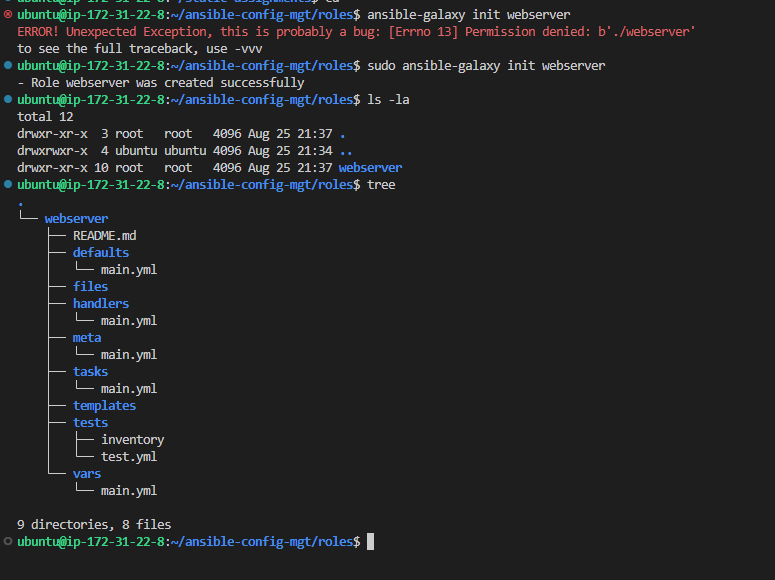 ubuntu@ip-172-31-22-8:~/ansible-config-mgt/roles$ ansible-galaxy init webserver
ERROR! Unexpected Exception, this is probably a bug: [Errno 13] Permission denied: b'./webserver'
to see the full traceback, use -vvv
ubuntu@ip-172-31-22-8:~/ansible-config-mgt/roles$ sudo ansible-galaxy init webserver
- Role webserver was created successfully
ubuntu@ip-172-31-22-8:~/ansible-config-mgt/roles$ ls -la
total 12
drwxr-xr-x  3 root   root   4096 Aug 25 21:37 .
drwxrwxr-x  4 ubuntu ubuntu 4096 Aug 25 21:34 ..
drwxr-xr-x 10 root   root   4096 Aug 25 21:37 webserver
ubuntu@ip-172-31-22-8:~/ansible-config-mgt/roles$ tree
.
└── webserver
    ├── README.md
    ├── defaults
    │   └── main.yml
    ├── files
    ├── handlers
    │   └── main.yml
    ├── meta
    │   └── main.yml
    ├── tasks
    │   └── main.yml
    ├── templates
    ├── tests
    │   ├── inventory
    │   └── test.yml
    └── vars
        └── main.yml

9 directories, 8 files
ubuntu@ip-172-31-22-8:~/ansible-config-mgt/roles$